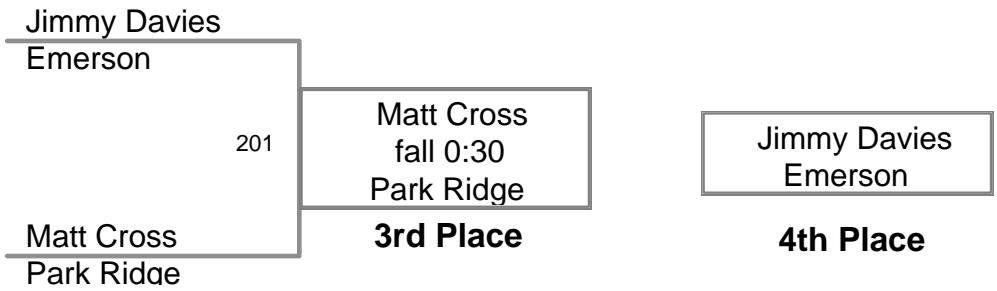 Jimmy Davies
Emerson
201
Matt Cross
fall 0:30
Park Ridge
3rd Place
Jimmy Davies
Emerson
4th Place
Matt Cross
Park Ridge